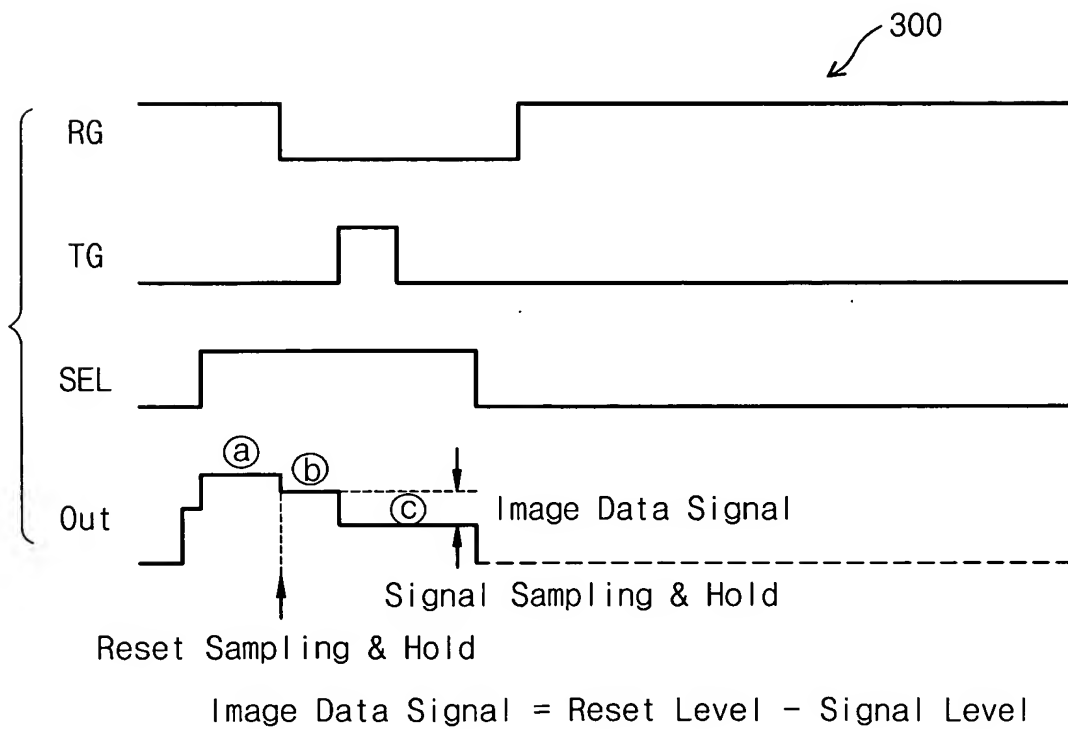 300
RG
TG
SEL
ⓐ
ⓑ
ⓒ
Out
Image Data Signal
Signal Sampling & Hold
Reset Sampling & Hold
Image Data Signal = Reset Level - Signal Level